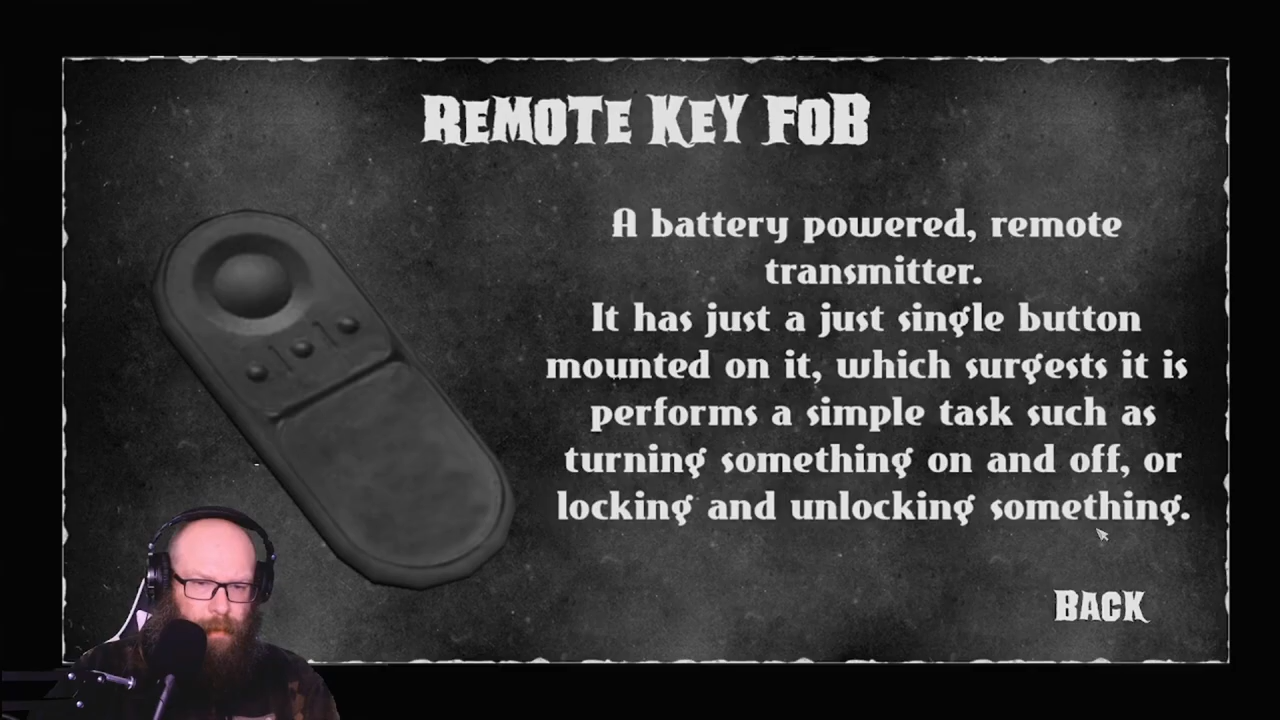 REMOTE KEY FOB
A battery powered, remote
transmitter.
It has just a just single button
mounted on it, which surgests it is
performs a simple task such as
turning something on and off, or
locking and unlocking something.
BACK